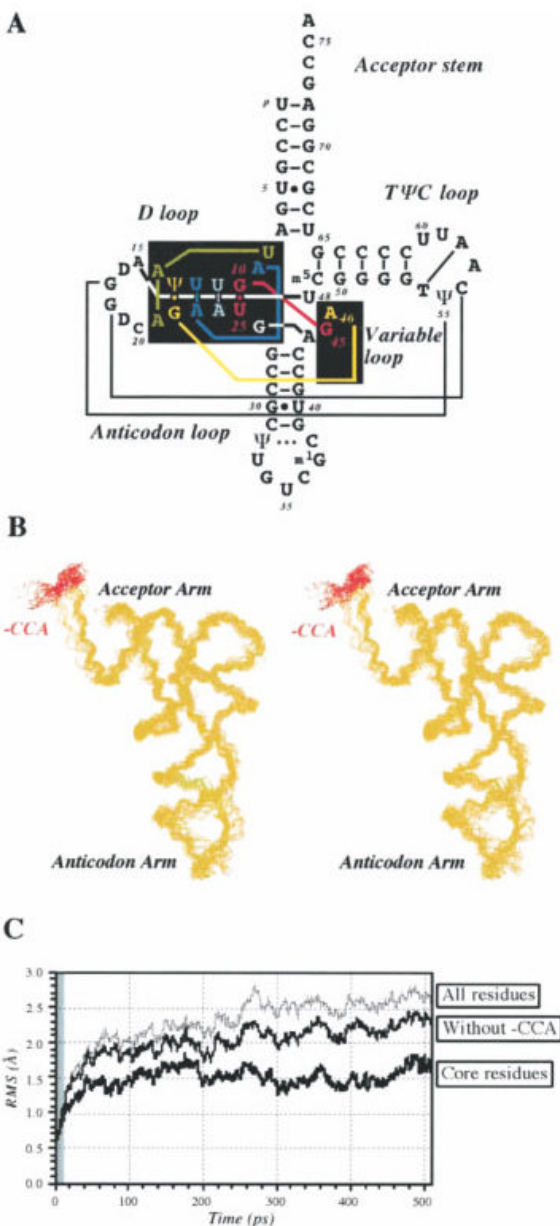 A
A
C 75
C
G
Acceptor stem
P U–A
C–G
C–G 70
G–C
5 U•G
G–C
A U
D loop
TΨC loop
65 G C C C C U 60 U A A C
15 A A U A
G D A Ψ U U G 10
m5 C G G G G T Ψ 55
U 48 50
G D C 20 A G A A U 25 G A
A 46
G 45
Variable loop
G–C
C–C
C–G
30 G•U 40
C–G
Anticodon loop
Ψ ... C
U m1 G
G U C
35
B
Acceptor Arm
-CCA
Anticodon Arm
Acceptor Arm
-CCA
Anticodon Arm
C
3.0
2.5
2.0
1.5
1.0
0.5
0.0
RMS (Å)
All residues
Without -CCA
Core residues
0 100 200 300 400 500
Time (ps)